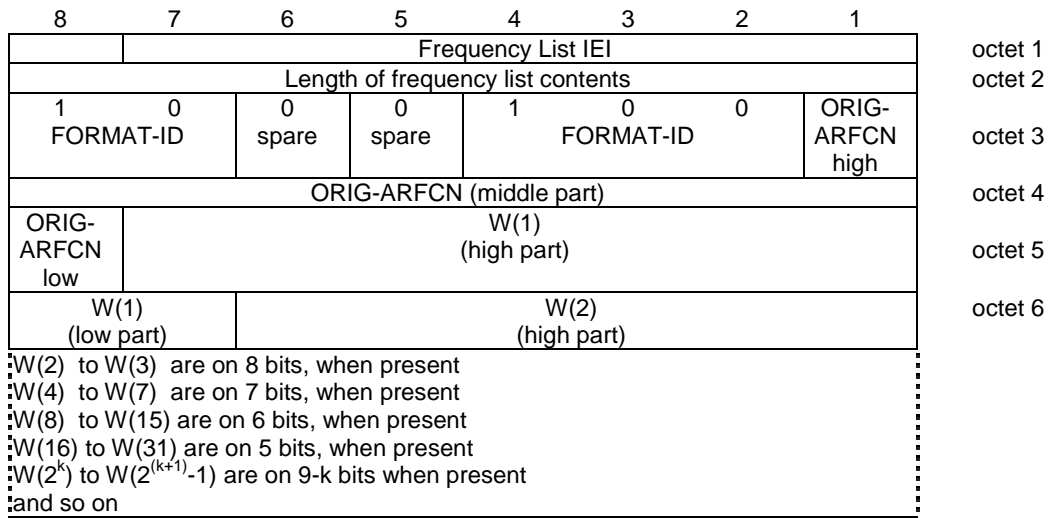 8 7 6 5 4 3 2 1
Frequency List IEI octet 1
Length of frequency list contents octet 2
1 0 0 0 1 0 0 ORIG-
FORMAT-ID spare spare FORMAT-ID ARFCN octet 3
high
ORIG-ARFCN (middle part) octet 4
ORIG- W(1)
ARFCN (high part) octet 5
low
W(1) W(2) octet 6
(low part) (high part)
W(2) to W(3) are on 8 bits, when present
W(4) to W(7) are on 7 bits, when present
W(8) to W(15) are on 6 bits, when present
W(16) to W(31) are on 5 bits, when present
W(2^k) to W(2^(k+1)-1) are on 9-k bits when present
and so on